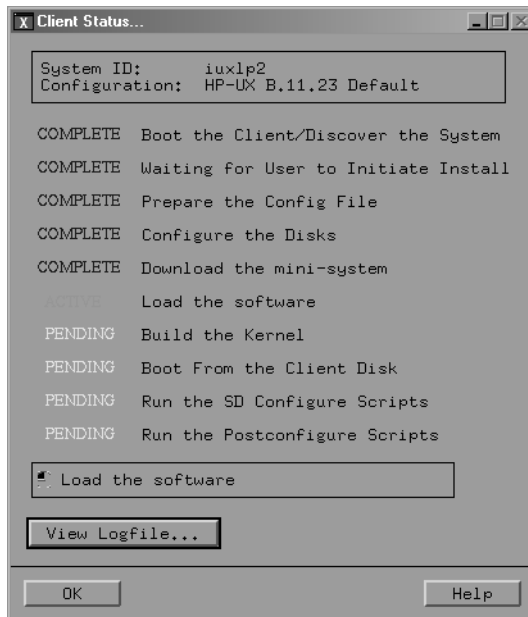 X Client Status...
System ID: iuxlp2
Configuration: HP-UX B.11.23 Default
COMPLETE Boot the Client/Discover the System
COMPLETE Waiting for User to Initiate Install
COMPLETE Prepare the Config File
COMPLETE Configure the Disks
COMPLETE Download the mini-system
ACTIVE Load the software
PENDING Build the Kernel
PENDING Boot From the Client Disk
PENDING Run the SD Configure Scripts
PENDING Run the Postconfigure Scripts
Load the software
View Logfile...
OK Help